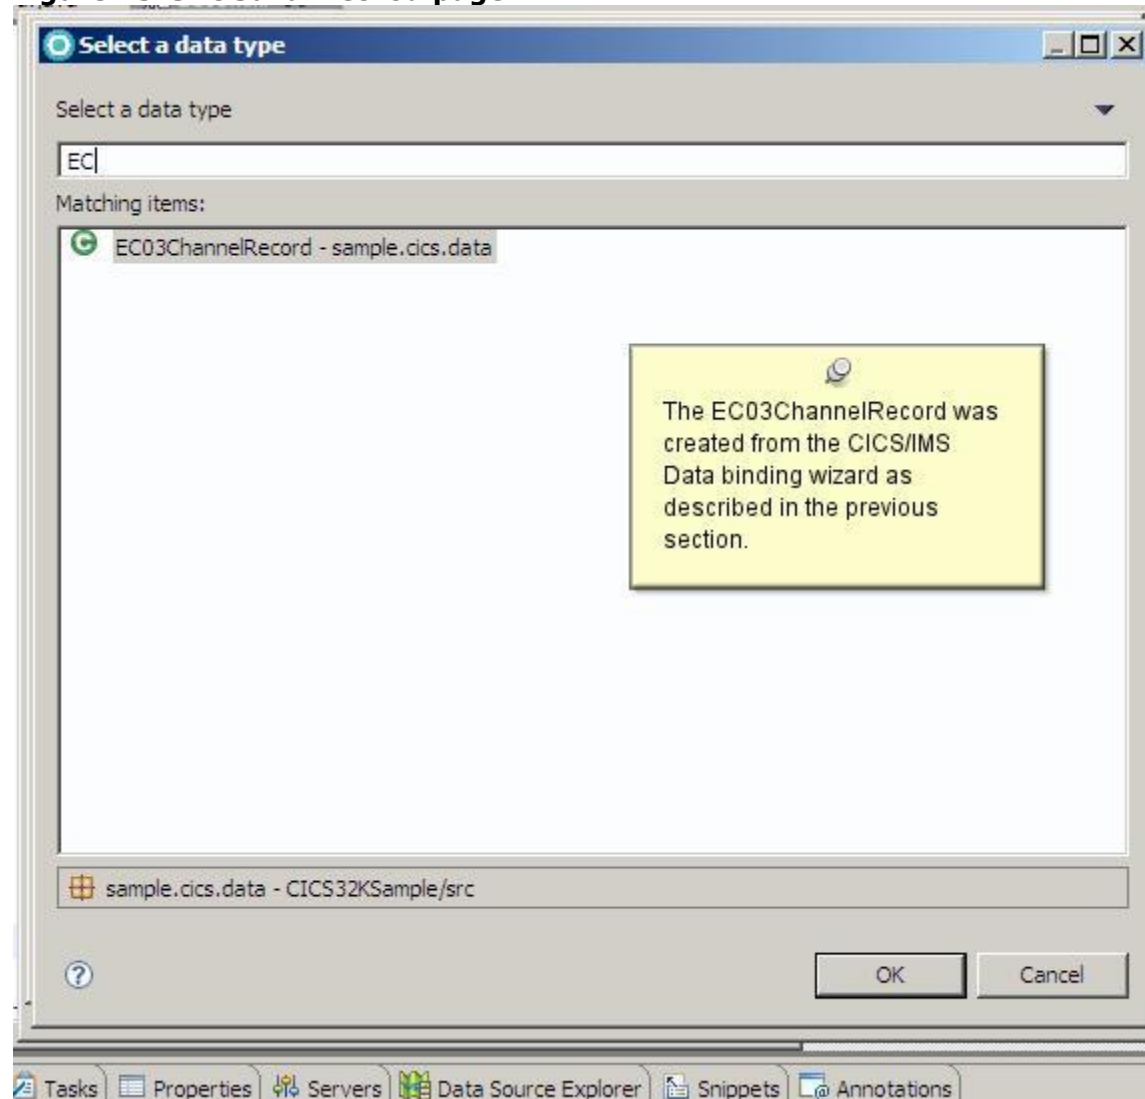 Select a data type
Select a data type
EC
Matching items:
EC03ChannelRecord - sample.cics.data
The EC03ChannelRecord was
created from the CICS/IMS
Data binding wizard as
described in the previous
section.
sample.cics.data - CICS32KSample/src
OK Cancel
Tasks Properties Servers Data Source Explorer Snippets Annotations